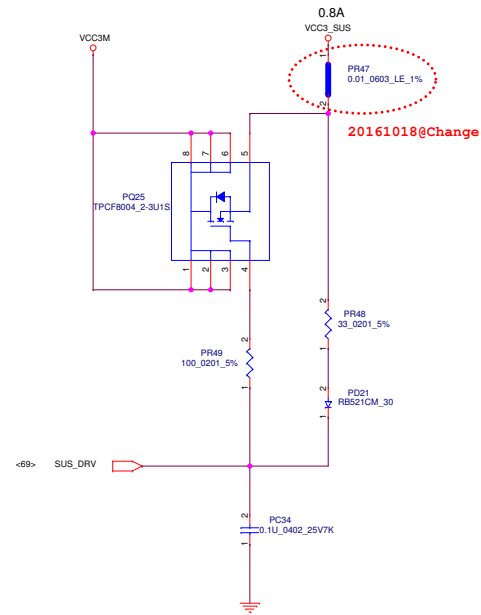 0.8A
VCC3_SUS
VCC3M
1
PR47
0.01_0603_LE_1%
2
20161018@Change
8
7
6
5
PQ25
TPCF8004_2-3U1S
1
2
3
4
2
PR48
33_0201_5%
1
2
PR49
100_0201_5%
1
2
PD21
RB521CM_30
1
<69> SUS_DRV
2
PC34
0.1U_0402_25V7K
1